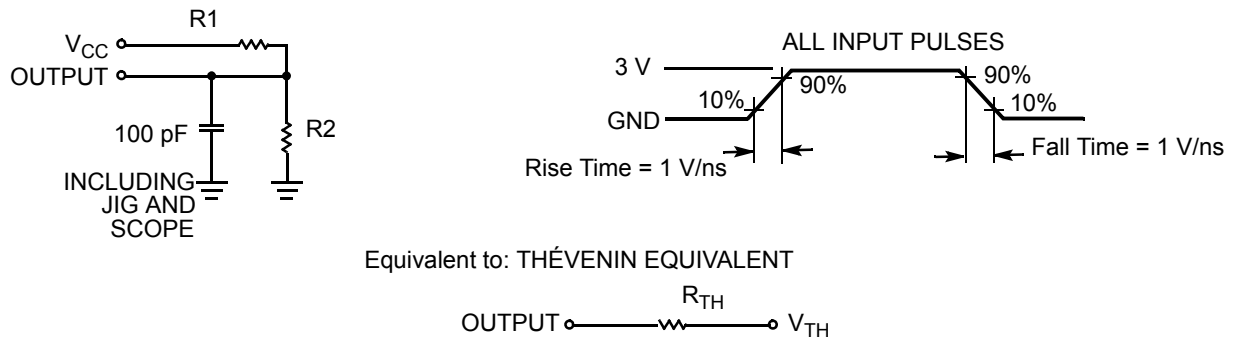 R1
VCC
OUTPUT
100 pF
R2
INCLUDING
JIG AND
SCOPE
ALL INPUT PULSES
3 V
90%
90%
10%
10%
GND
Rise Time = 1 V/ns
Fall Time = 1 V/ns
Equivalent to: THÉVENIN EQUIVALENT
RTH
OUTPUT
VTH